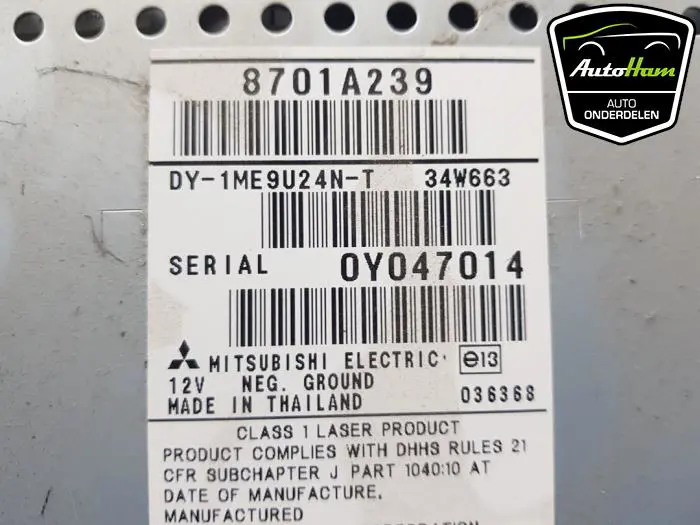 8701A239
DY-1ME9U24N-T 34W663
SERIAL 0Y047014
MITSUBISHI ELECTRIC e13
12V NEG. GROUND
MADE IN THAILAND 036368
CLASS 1 LASER PRODUCT
PRODUCT COMPLIES WITH DHHS RULES 21
CFR SUBCHAPTER J PART 1040:10 AT
DATE OF MANUFACTURE,
MANUFACTURED
AutoHam
AUTO
ONDERDELEN